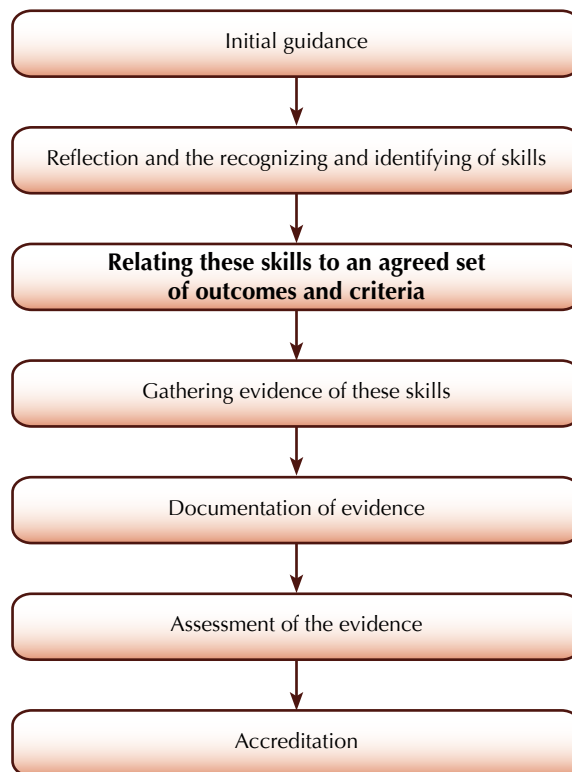 Initial guidance
Reflection and the recognizing and identifying of skills
Relating these skills to an agreed set
of outcomes and criteria
Gathering evidence of these skills
Documentation of evidence
Assessment of the evidence
Accreditation